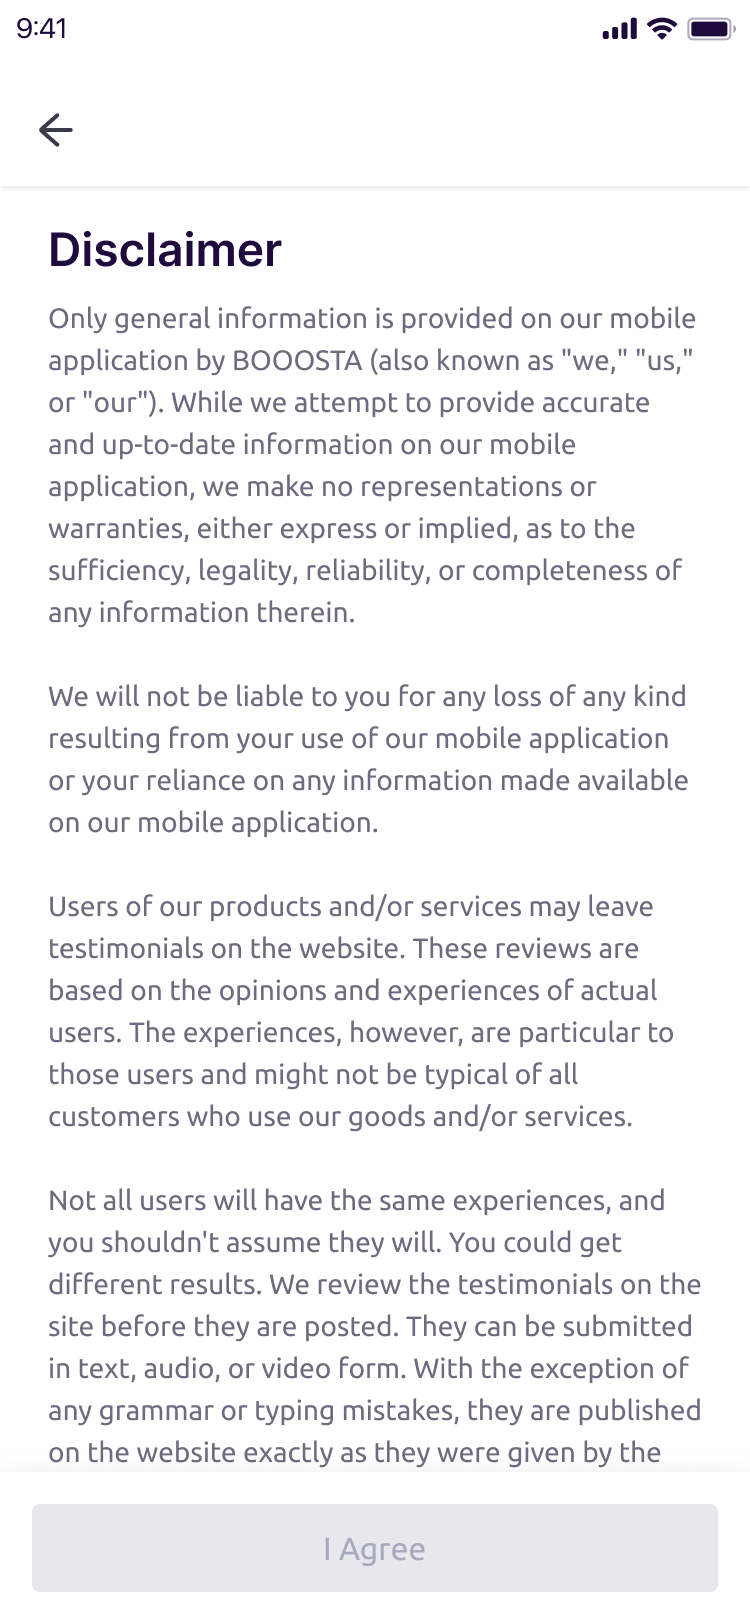 9:41
Disclaimer
Only general information is provided on our mobile
application by BOOOSTA (also known as "we," "us,"
or "our"). While we attempt to provide accurate
and up-to-date information on our mobile
application, we make no representations or
warranties, either express or implied, as to the
sufficiency, legality, reliability, or completeness of
any information therein.
We will not be liable to you for any loss of any kind
resulting from your use of our mobile application
or your reliance on any information made available
on our mobile application.
Users of our products and/or services may leave
testimonials on the website. These reviews are
based on the opinions and experiences of actual
users. The experiences, however, are particular to
those users and might not be typical of all
customers who use our goods and/or services.
Not all users will have the same experiences, and
you shouldn't assume they will. You could get
different results. We review the testimonials on the
site before they are posted. They can be submitted
in text, audio, or video form. With the exception of
any grammar or typing mistakes, they are published
on the website exactly as they were given by the
I Agree